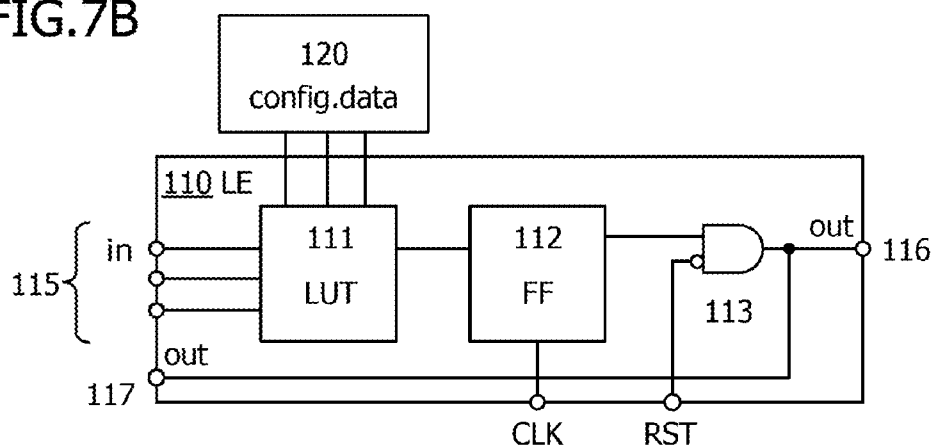 FIG.7B
120
config.data
110 LE
111
LUT
112
FF
113
in
115
out
116
out
117
CLK
RST